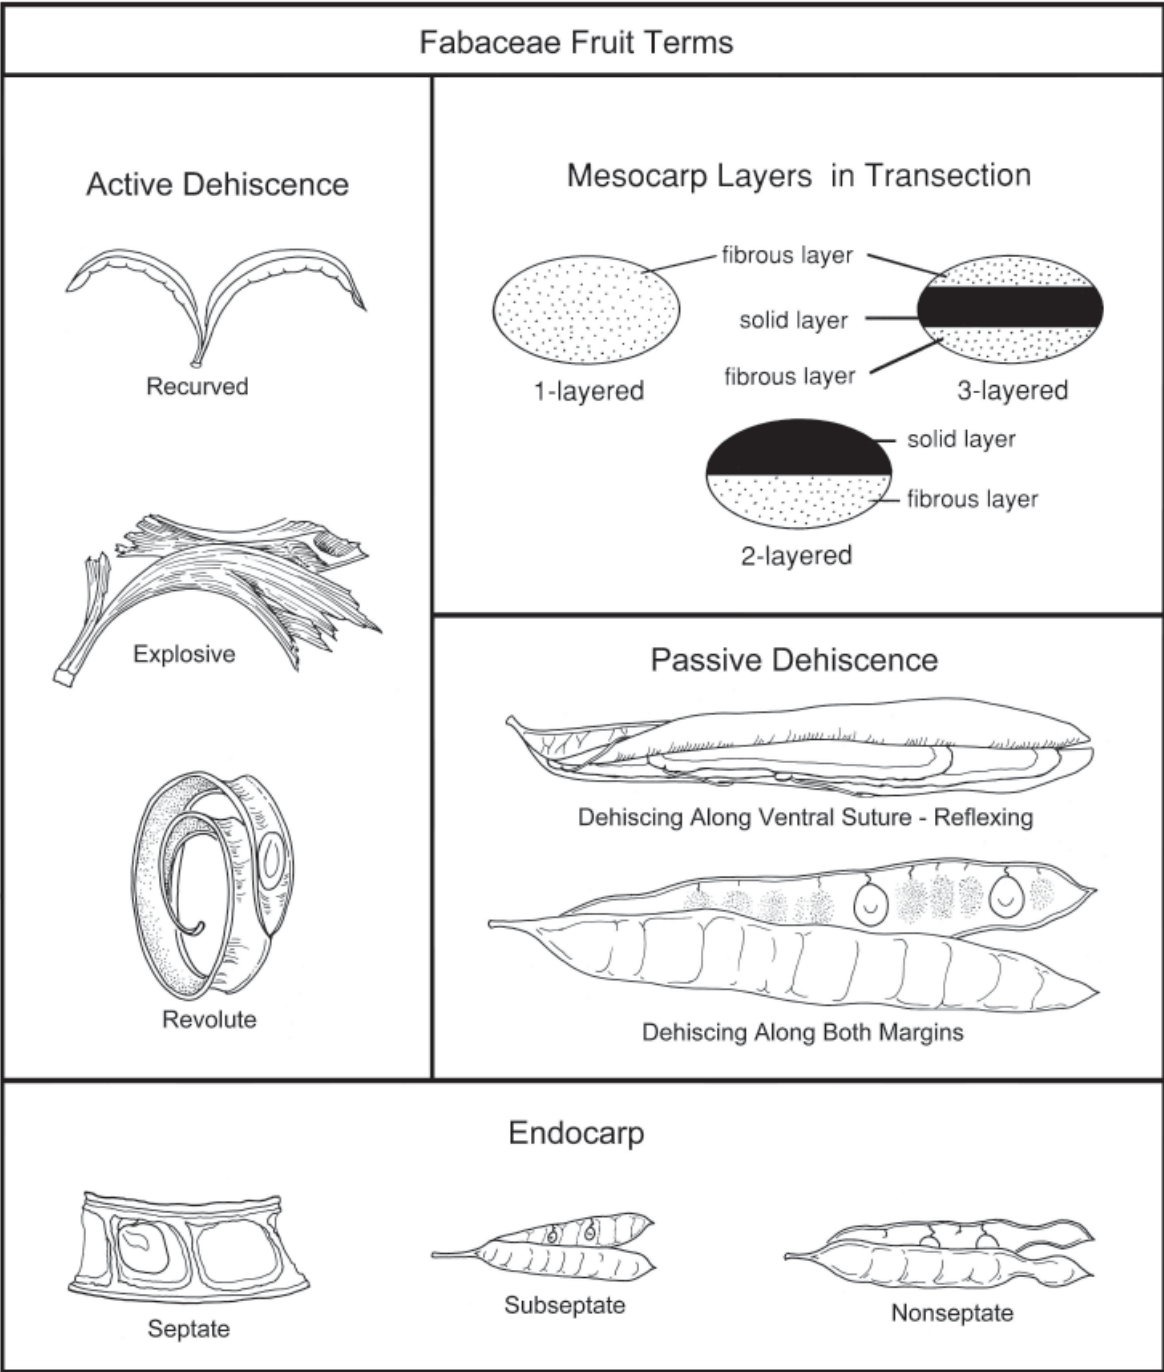 Fabaceae Fruit Terms
Active Dehiscence
Recurved
Explosive
Revolute
Mesocarp Layers in Transection
fibrous layer
solid layer
fibrous layer
1-layered
3-layered
solid layer
fibrous layer
2-layered
Passive Dehiscence
Dehiscing Along Ventral Suture - Reflexing
Dehiscing Along Both Margins
Endocarp
Septate
Subseptate
Nonseptate